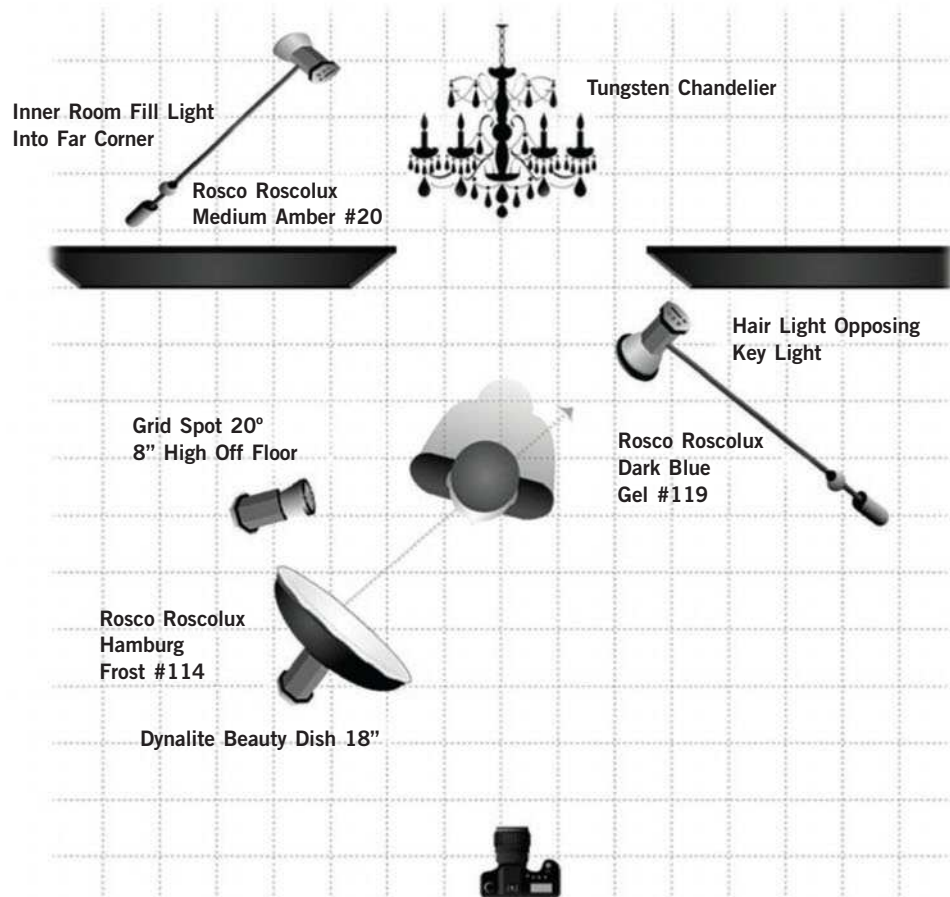 Tungsten Chandelier
Inner Room Fill Light
Into Far Corner
Rosco Roscolux
Medium Amber #20
Hair Light Opposing
Key Light
Grid Spot 20º
8” High Off Floor
Rosco Roscolux
Dark Blue
Gel #119
Rosco Roscolux
Hamburg
Frost #114
Dynalite Beauty Dish 18”